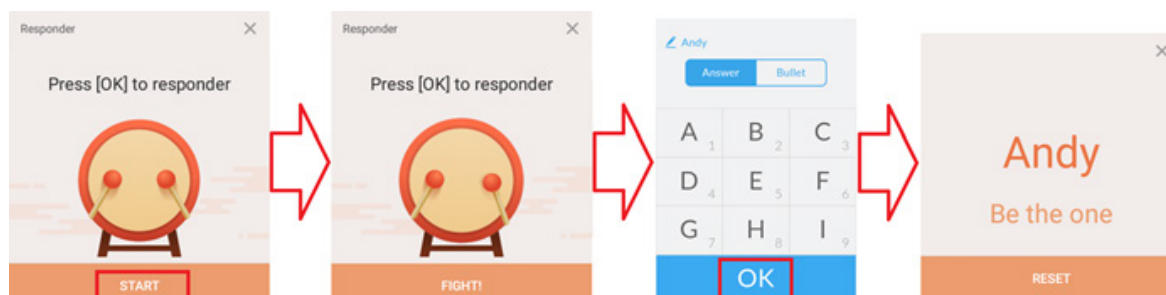 Responder
Press [OK] to responder
START
Responder
Press [OK] to responder
FIGHT!
Andy
Answer Bullet
A 1 B 2 C 3
D 4 E 5 F 6
G 7 H 8 I 9
OK
Andy
Be the one
RESET